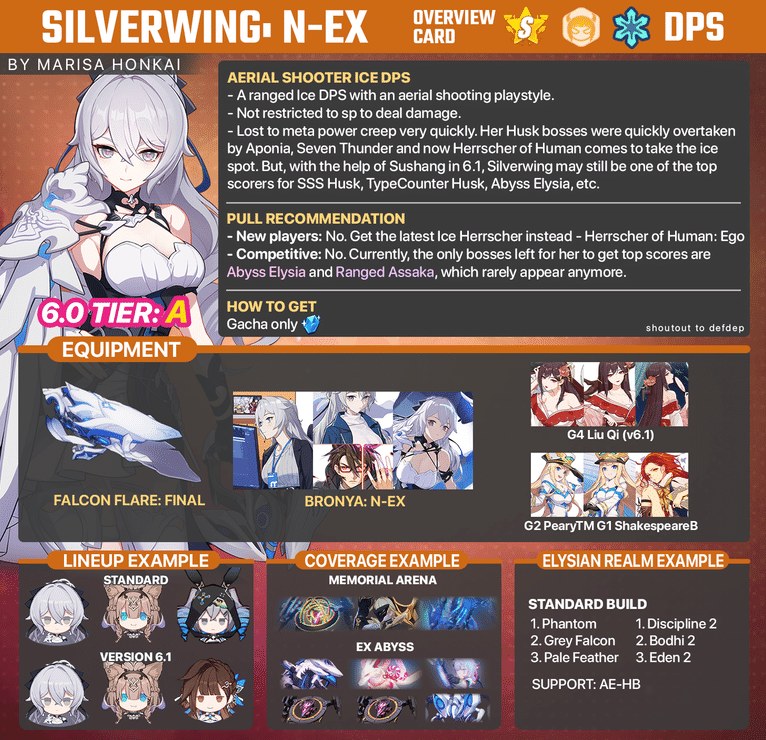 SILVERWING: N-EX
OVERVIEW
CARD
S
DPS
BY MARISA HONKAI
AERIAL SHOOTER ICE DPS
- A ranged Ice DPS with an aerial shooting playstyle.
- Not restricted to sp to deal damage.
- Lost to meta power creep very quickly. Her Husk bosses were quickly overtaken
by Aponia, Seven Thunder and now Herrscher of Human comes to take the ice
spot. But, with the help of Sushang in 6.1, Silverwing may still be one of the top
scorers for SSS Husk, TypeCounter Husk, Abyss Elysia, etc.
PULL RECOMMENDATION
- New players: No. Get the latest Ice Herrscher instead - Herrscher of Human: Ego
- Competitive: No. Currently, the only bosses left for her to get top scores are
Abyss Elysia and Ranged Assaka, which rarely appear anymore.
6.0 TIER: A
HOW TO GET
Gacha only
shoutout to defdep
EQUIPMENT
FALCON FLARE: FINAL
BRONYA: N-EX
G4 Liu Qi (v6.1)
G2 PearyTM G1 ShakespeareB
LINEUP EXAMPLE
STANDARD
VERSION 6.1
COVERAGE EXAMPLE
MEMORIAL ARENA
EX ABYSS
ELYSIAN REALM EXAMPLE
STANDARD BUILD
1. Phantom 1. Discipline 2
2. Grey Falcon 2. Bodhi 2
3. Pale Feather 3. Eden 2
SUPPORT: AE-HB